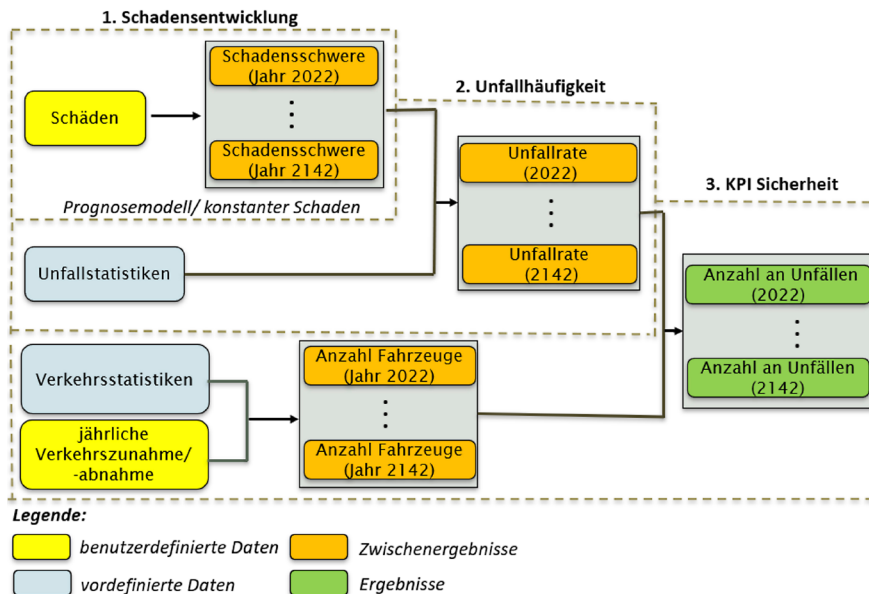 1. Schadensentwicklung
Schäden
Schadensschwere
(Jahr 2022)
Schadensschwere
(Jahr 2142)
Prognosemodell/ konstanter Schaden
2. Unfallhäufigkeit
Unfallstatistiken
Unfallrate
(2022)
Unfallrate
(2142)
3. KPI Sicherheit
Verkehrsstatistiken
jährliche
Verkehrszunahme/
-abnahme
Anzahl Fahrzeuge
(Jahr 2022)
Anzahl Fahrzeuge
(Jahr 2142)
Anzahl an Unfällen
(2022)
Anzahl an Unfällen
(2142)
Legende:
benutzerdefinierte Daten
Zwischenergebnisse
vordefinierte Daten
Ergebnisse